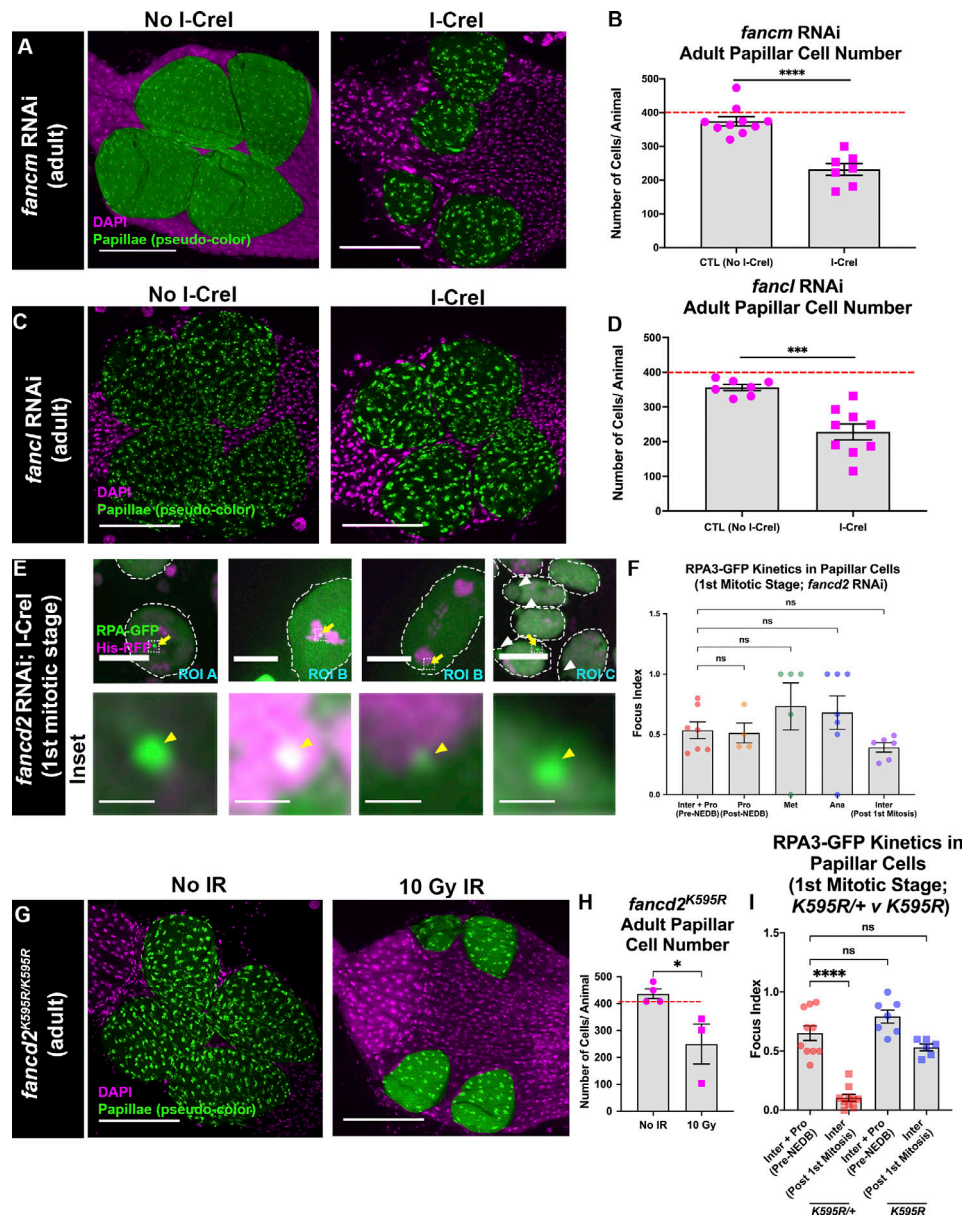 No I-CreI
I-CreI
A
fancm RNAi
(adult)
DAPI
Papillae (pseudo-color)
B
fancm RNAi
Adult Papillar Cell Number
****
Number of Cells/ Animal
500
400
300
200
100
0
CTL (No I-CreI)
I-CreI
No I-CreI
I-CreI
C
fancl RNAi
(adult)
DAPI
Papillae (pseudo-color)
D
fancl RNAi
Adult Papillar Cell Number
***
Number of Cells/ Animal
500
400
300
200
100
0
CTL (No I-CreI)
I-CreI
E
fancd2 RNAi; I-CreI
(1st mitotic stage)
Inset
RPA-GFP
His-RFP
ROI A
ROI B
ROI B
ROI C
F
RPA3-GFP Kinetics in Papillar Cells
(1st Mitotic Stage; fancd2 RNAi)
ns
ns
ns
ns
Focus Index
1.5
1.0
0.5
0.0
Inter + Pro
(Pre-NEDB)
Pro
(Post-NEDB)
Met
Ana
Inter
(Post 1st Mitosis)
No IR
10 Gy IR
G
fancd2K595R/K595R
(adult)
DAPI
Papillae (pseudo-color)
H
fancd2K595R
Adult Papillar
Cell Number
*
Number of Cells/ Animal
500
400
300
200
100
0
No IR
10 Gy
I
RPA3-GFP Kinetics in
Papillar Cells
(1st Mitotic Stage;
K595R/+ v K595R)
ns
ns
****
Focus Index
1.5
1.0
0.5
0.0
Inter + Pro
(Pre-NEDB)
Inter
(Post 1st Mitosis)
Inter + Pro
(Pre-NEDB)
Inter
(Post 1st Mitosis)
K595R/+
K595R